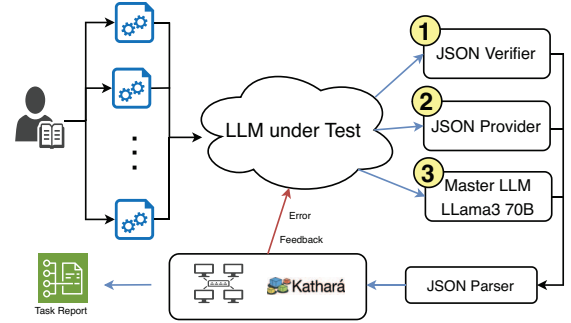 1
JSON Verifier
2
JSON Provider
LLM under Test
3
Master LLM
LLama3 70B
Error
Feedback
Kathará
JSON Parser
Task Report